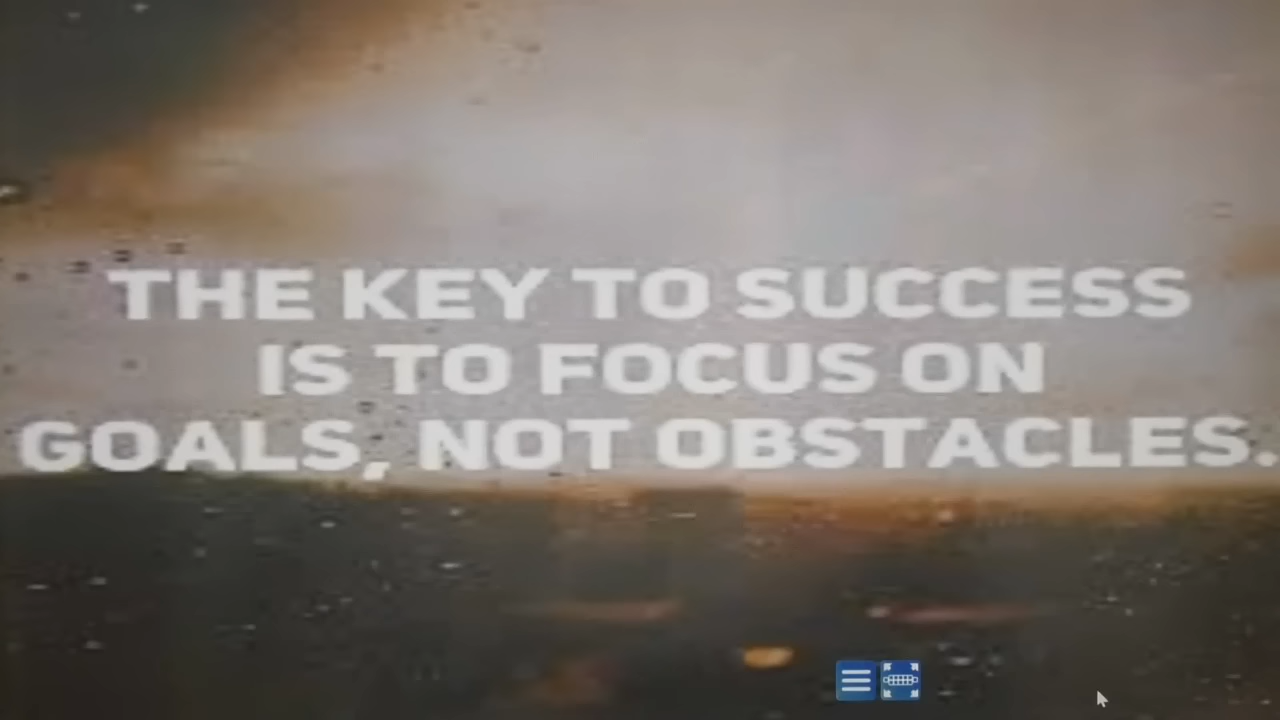 THE KEY TO SUCCESS
IS TO FOCUS ON
GOALS, NOT OBSTACLES.